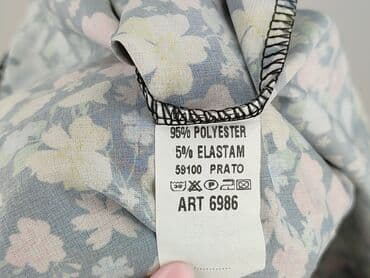 95% POLYESTER
5% ELASTAM
59100 PRATO
ART 6986